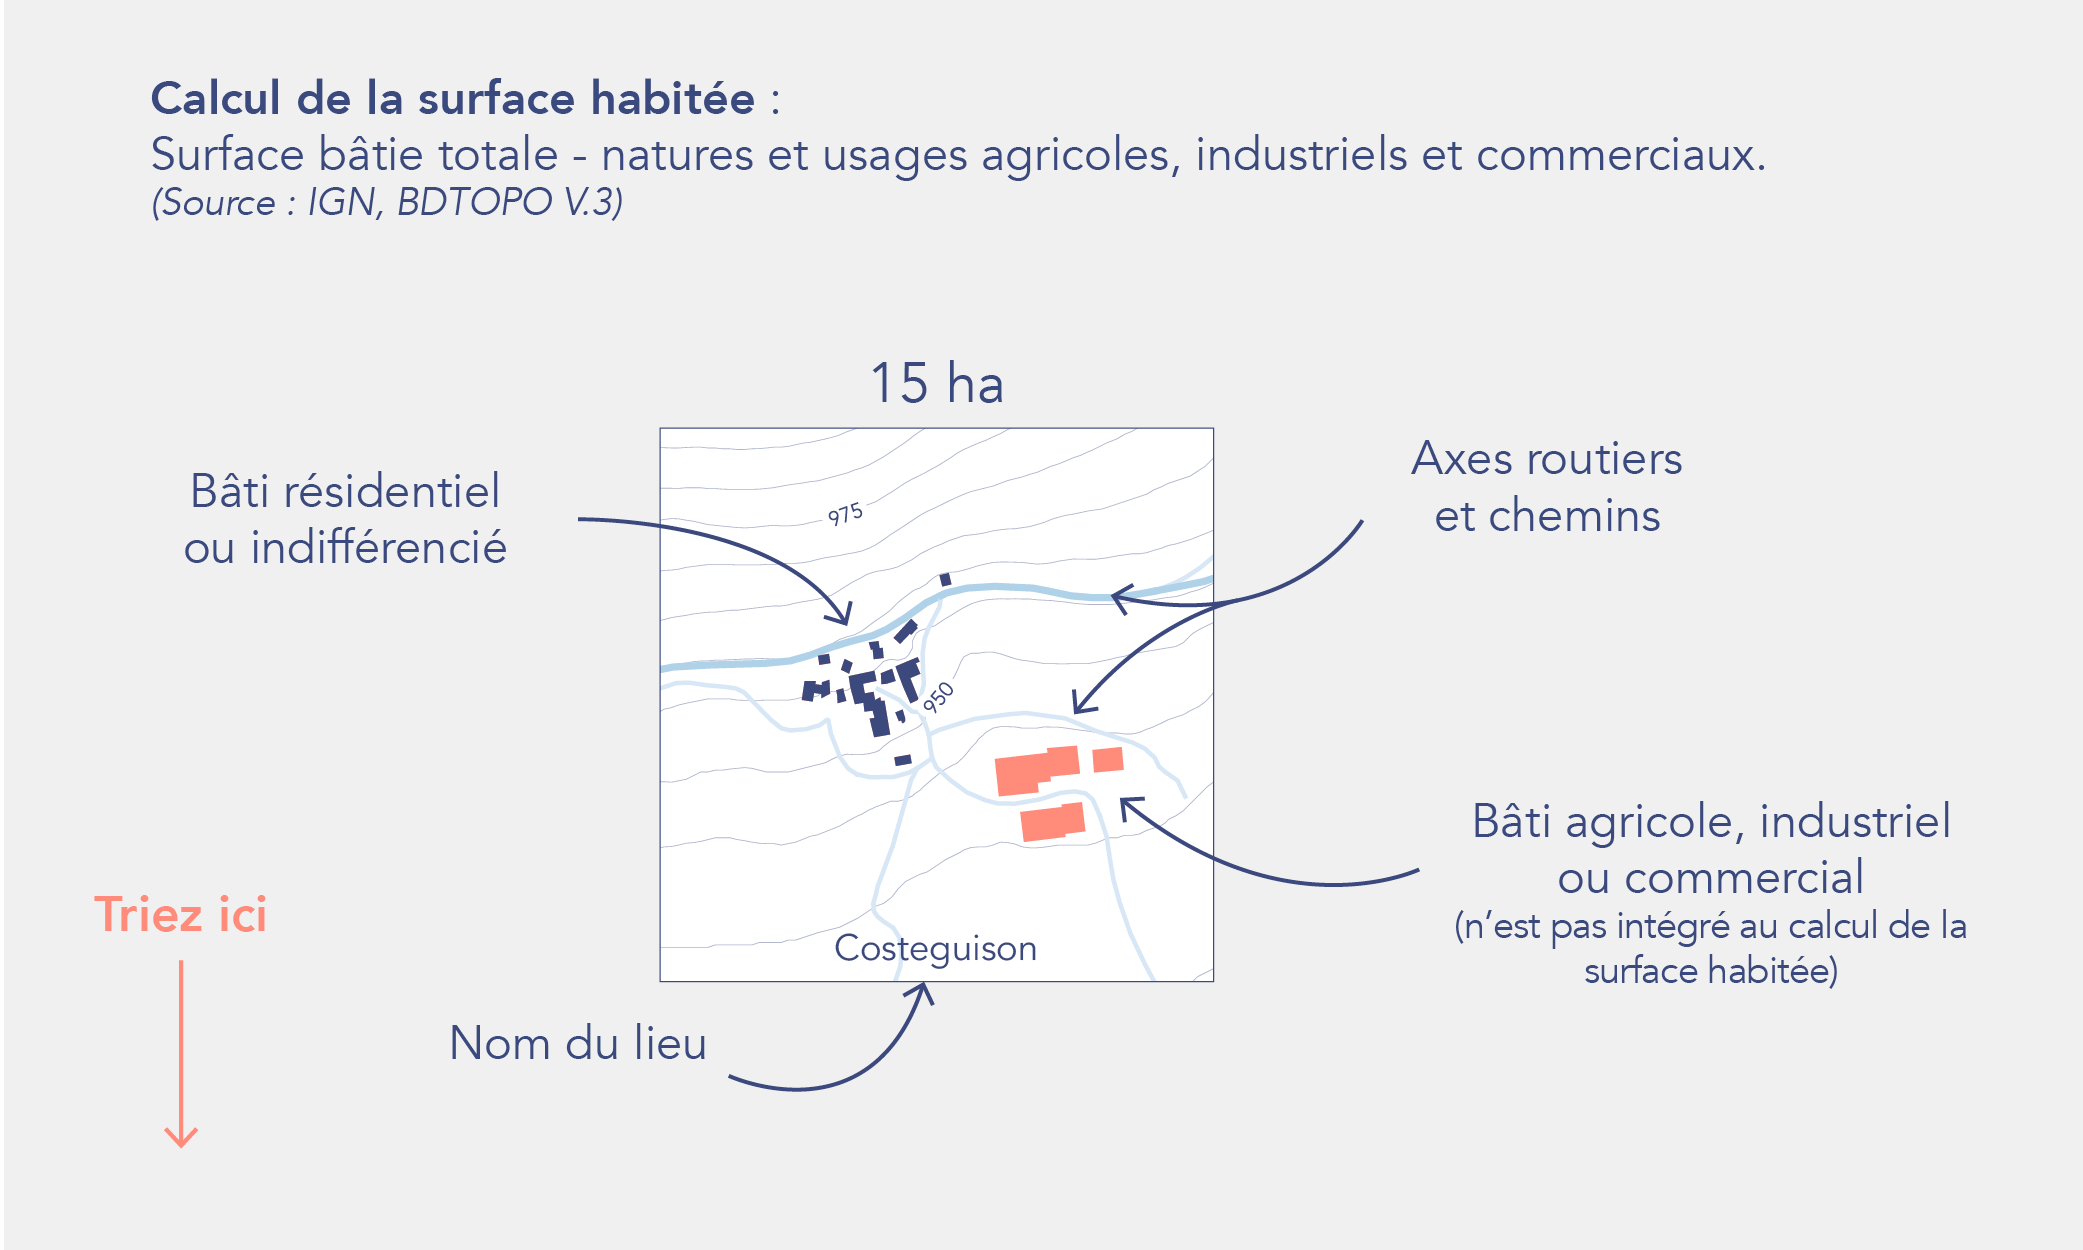 Calcul de la surface habitée :
Surface bâtie totale - natures et usages agricoles, industriels et commerciaux.
(Source : IGN, BDTOPO V.3)
15 ha
Bâti résidentiel
ou indifférencié
Axes routiers
et chemins
975
950
Bâti agricole, industriel
ou commercial
(n’est pas intégré au calcul de la
surface habitée)
Triez ici
Costeguison
Nom du lieu